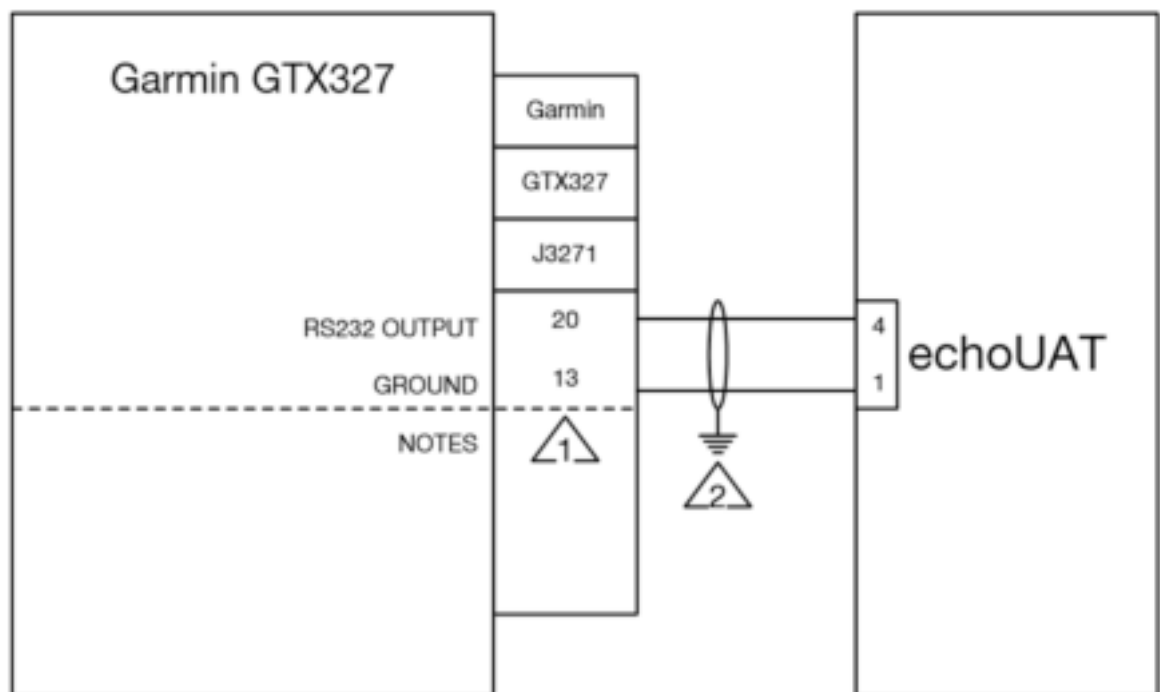 Garmin GTX327
Garmin
GTX327
J3271
RS232 OUTPUT 20 4
GROUND 13 1
echoUAT
NOTES 1
2